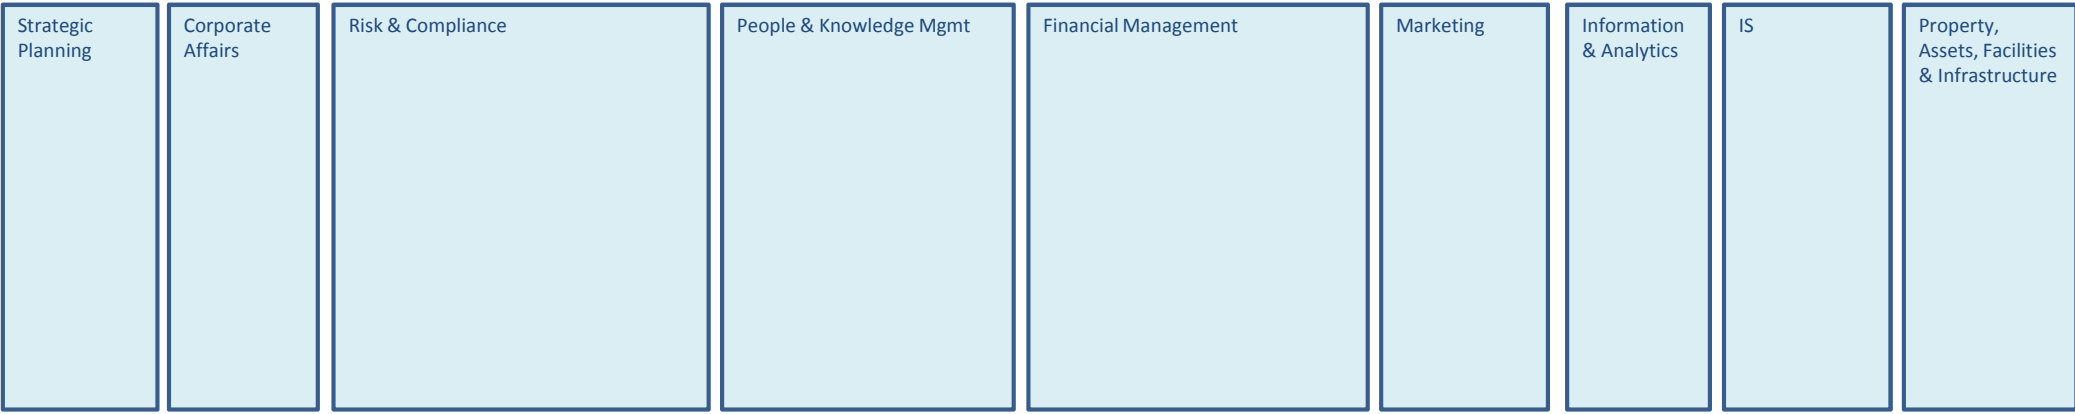 Strategic
Planning
Corporate
Affairs
Risk & Compliance
People & Knowledge Mgmt
Financial Management
Marketing
Information
& Analytics
IS
Property,
Assets, Facilities
& Infrastructure